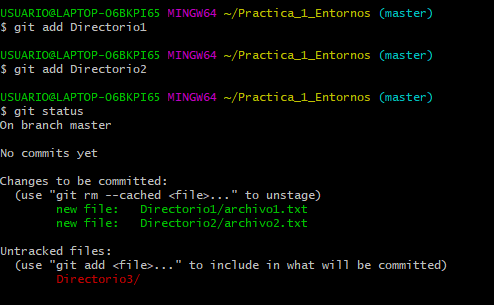 USUARIO@LAPTOP-O6BKPI65 MINGW64 ~/Practica_1_Entornos (master)
$ git add Directorio1
USUARIO@LAPTOP-O6BKPI65 MINGW64 ~/Practica_1_Entornos (master)
$ git add Directorio2
USUARIO@LAPTOP-O6BKPI65 MINGW64 ~/Practica_1_Entornos (master)
$ git status
On branch master
No commits yet
Changes to be committed:
  (use "git rm --cached <file>..." to unstage)
        new file:   Directorio1/archivo1.txt
        new file:   Directorio2/archivo2.txt
Untracked files:
  (use "git add <file>..." to include in what will be committed)
        Directorio3/